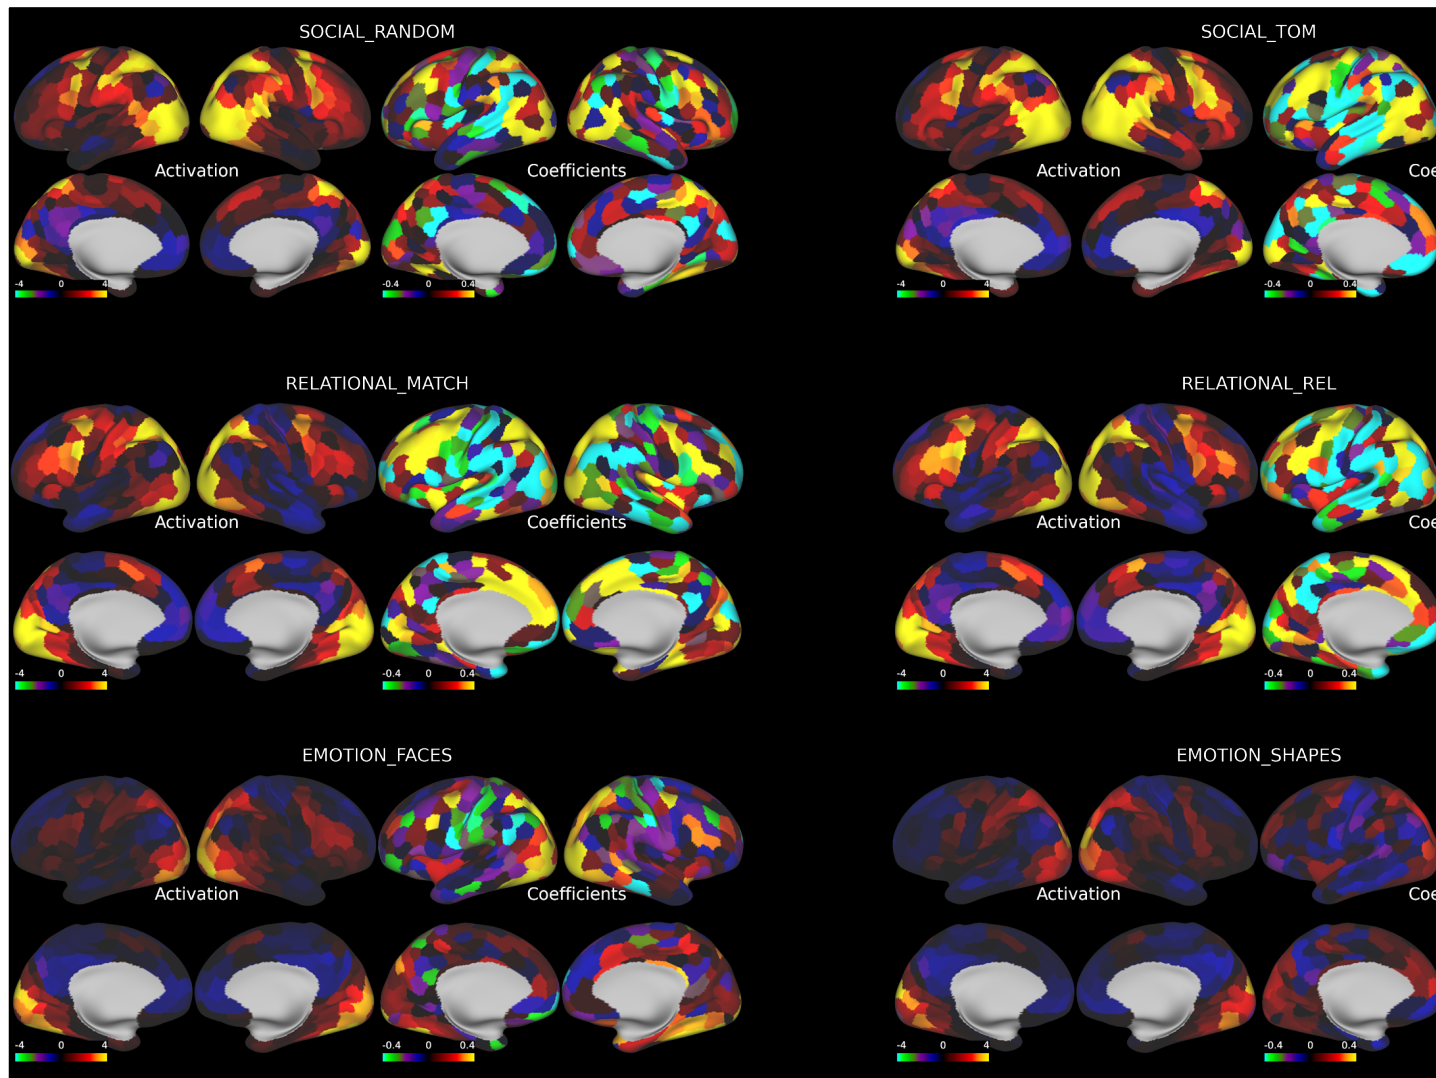 SOCIAL_RANDOM
SOCIAL_TOM
Activation
Coefficients
Activation
Coe
-4 0 4
-0.4 0 0.4
-4 0 4
-0.4 0 0.4
RELATIONAL_MATCH
RELATIONAL_REL
Activation
Coefficients
Activation
Coe
-4 0 4
-0.4 0 0.4
-4 0 4
-0.4 0 0.4
EMOTION_FACES
EMOTION_SHAPES
Activation
Coefficients
Activation
Coe
-4 0 4
-0.4 0 0.4
-4 0 4
-0.4 0 0.4